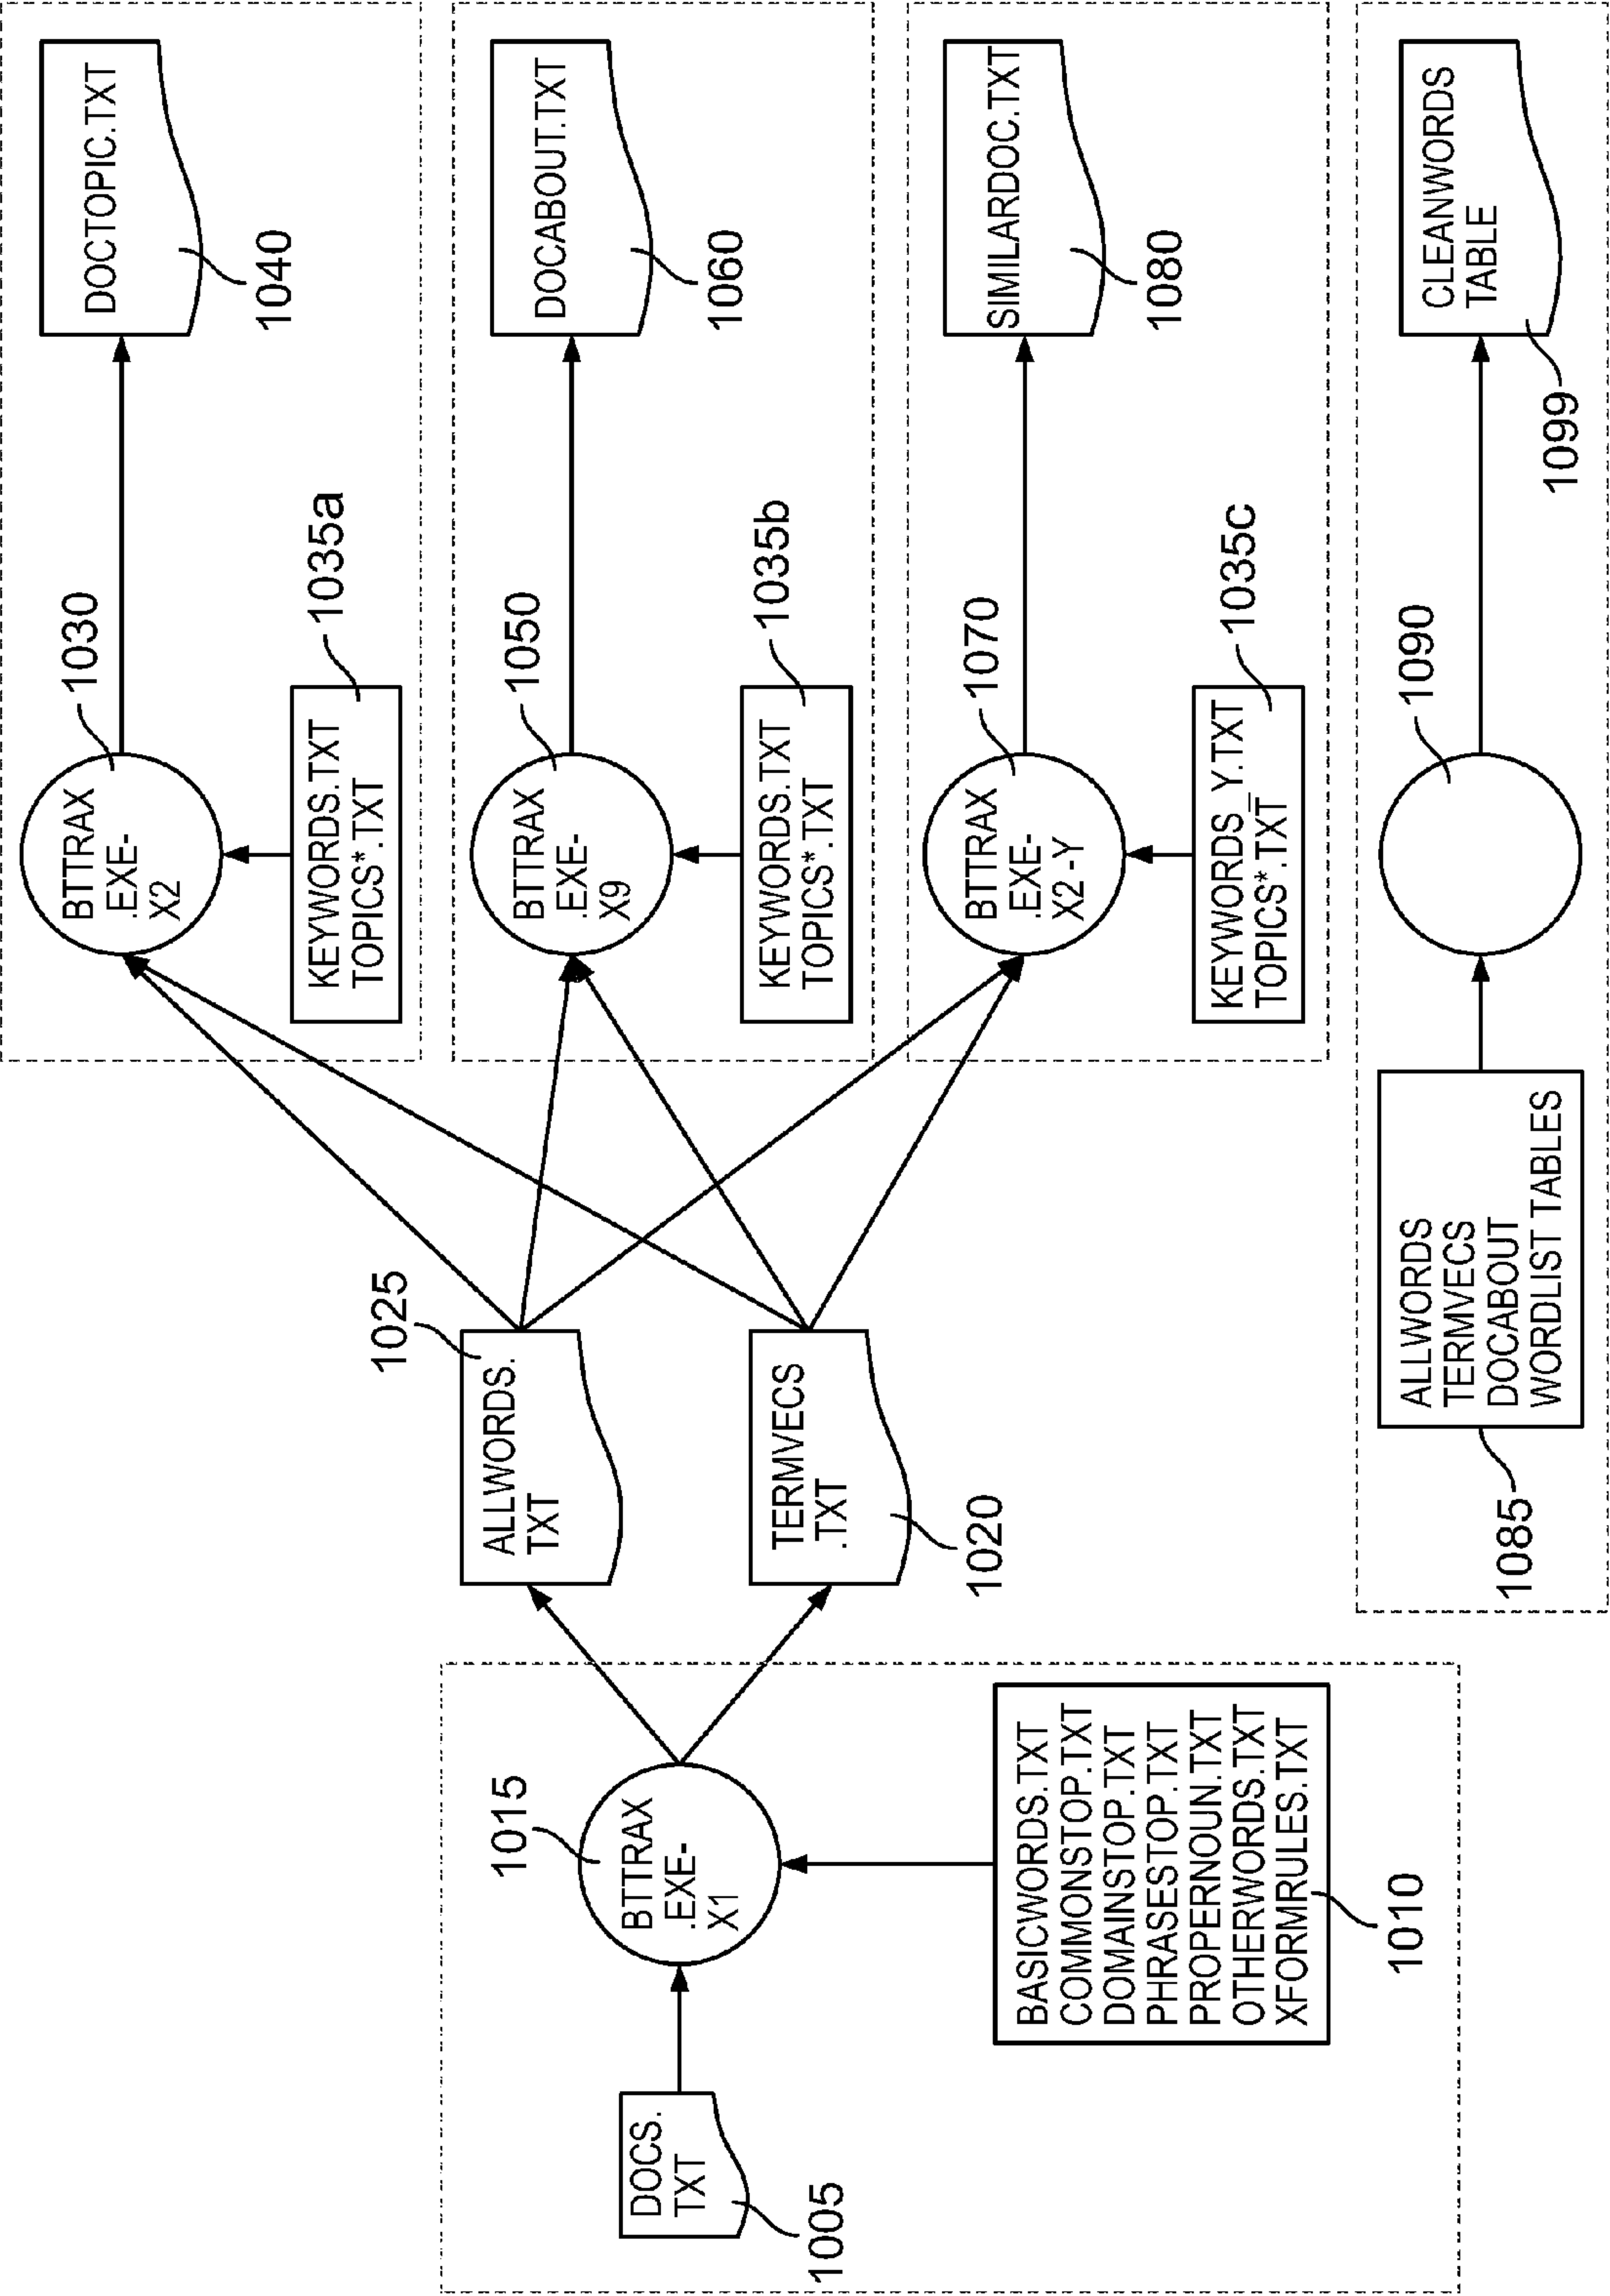 DOCS.
TXT
1005
BTTRAX
.EXE-
X1
1015
BASICWORDS.TXT
COMMONSTOP.TXT
DOMAINSTOP.TXT
PHRASESTOP.TXT
PROPERNOUN.TXT
OTHERWORDS.TXT
XFORMRULES.TXT
1010
ALLWORDS.
TXT
1025
TERMVECS
.TXT
1020
BTTRAX
.EXE-
X2
1030
KEYWORDS.TXT
TOPICS*.TXT
1035a
DOCTOPIC.TXT
1040
BTTRAX
.EXE-
X9
1050
KEYWORDS.TXT
TOPICS*.TXT
1035b
DOCABOUT.TXT
1060
BTTRAX
.EXE-
X2 -Y
1070
KEYWORDS_Y.TXT
TOPICS*.TXT
1035c
SIMILARDOC.TXT
1080
ALLWORDS
TERMVECS
DOCABOUT
WORDLIST TABLES
1085
1090
CLEANWORDS
TABLE
1099